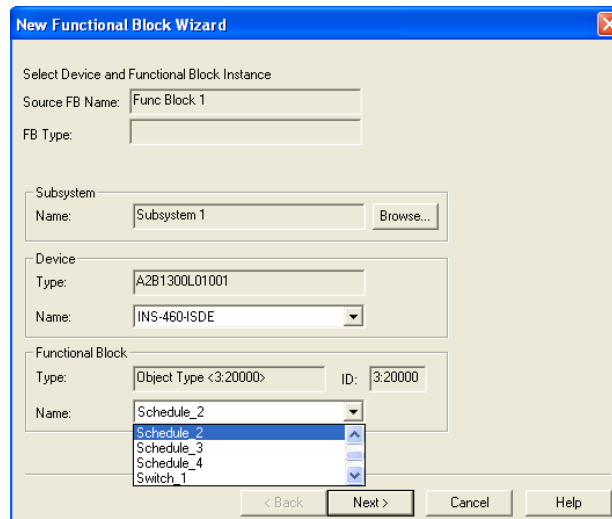 New Functional Block Wizard
Select Device and Functional Block Instance
Source FB Name: Func Block 1
FB Type:
Subsystem
Name: Subsystem 1 Browse...
Device
Type: A2B1300L01001
Name: INS-460-ISDE
Functional Block
Type: Object Type <3:20000> ID: 3:20000
Name: Schedule_2
Schedule_2
Schedule_3
Schedule_4
Switch_1
< Back Next > Cancel Help